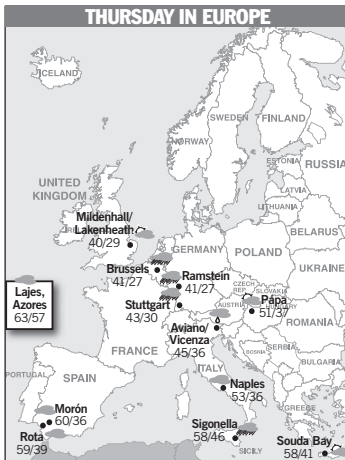 THURSDAY IN EUROPE
ICELAND
SWEDEN
FINLAND
NORWAY
ESTONIA
RUSSIA
LATVIA
LITHUANIA
UNITED
KINGDOM
Mildenhall/
Lakenheath
40/29
BELARUS
GERMANY
POLAND
UKRAINE
Brussels
41/27
Ramstein
41/27
CZECH
REP.
SLOVAKIA
Lajes,
Azores
63/57
Stuttgart
43/30
AUSTRIA
Pápa
51/37
HUNGARY
Aviano/
Vicenza
45/36
ROMANIA
FRANCE
BOSNIA
SERBIA
ITALY
BULGARIA
PORTUGAL
SPAIN
Naples
53/36
Morón
60/36
GREECE
Rota
59/39
Sigonella
58/46
SICILY
Souda Bay
58/41